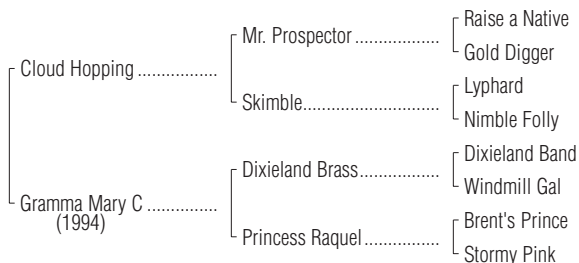 Raise a Native
Mr. Prospector ..................
Gold Digger
Cloud Hopping .................
Lyphard
Skimble.............................
Nimble Folly
Dixieland Band
Dixieland Brass.................
Windmill Gal
Gramma Mary C ...............
(1994)
Brent's Prince
Princess Raquel ................
Stormy Pink